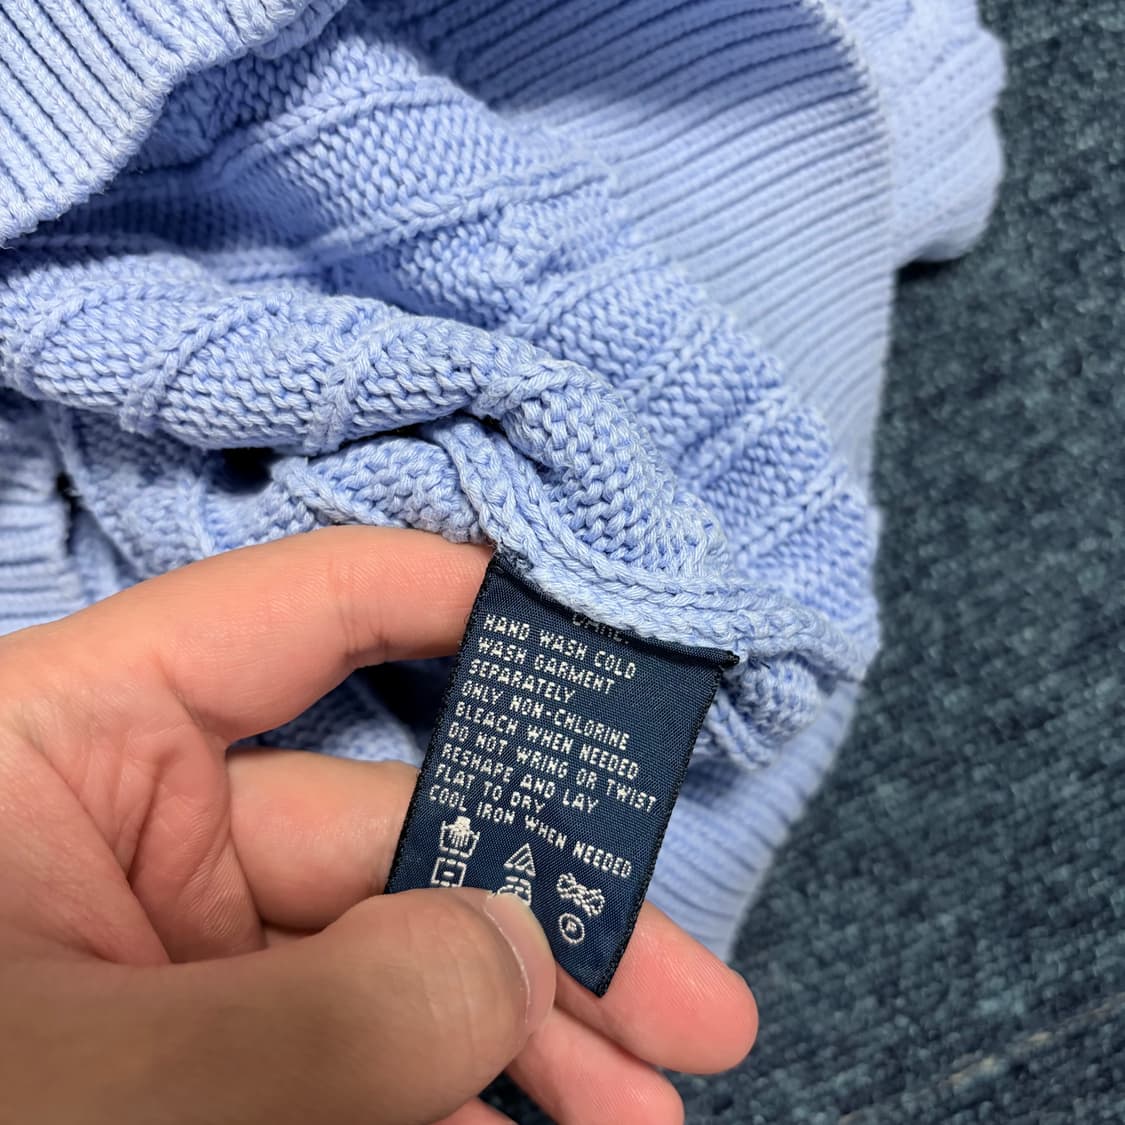 CARE:
HAND WASH COLD
WASH GARMENT
SEPARATELY
ONLY NON-CHLORINE
BLEACH WHEN NEEDED
DO NOT WRING OR TWIST
RESHAPE AND LAY
FLAT TO DRY
COOL IRON WHEN NEEDED
P